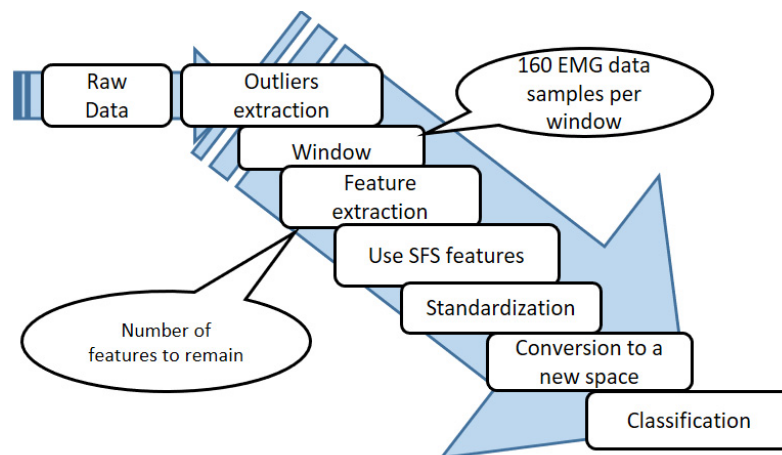 Raw
Data
Outliers
extraction
160 EMG data
samples per
window
Window
Feature
extraction
Use SFS features
Number of
features to remain
Standardization
Conversion to a
new space
Classification